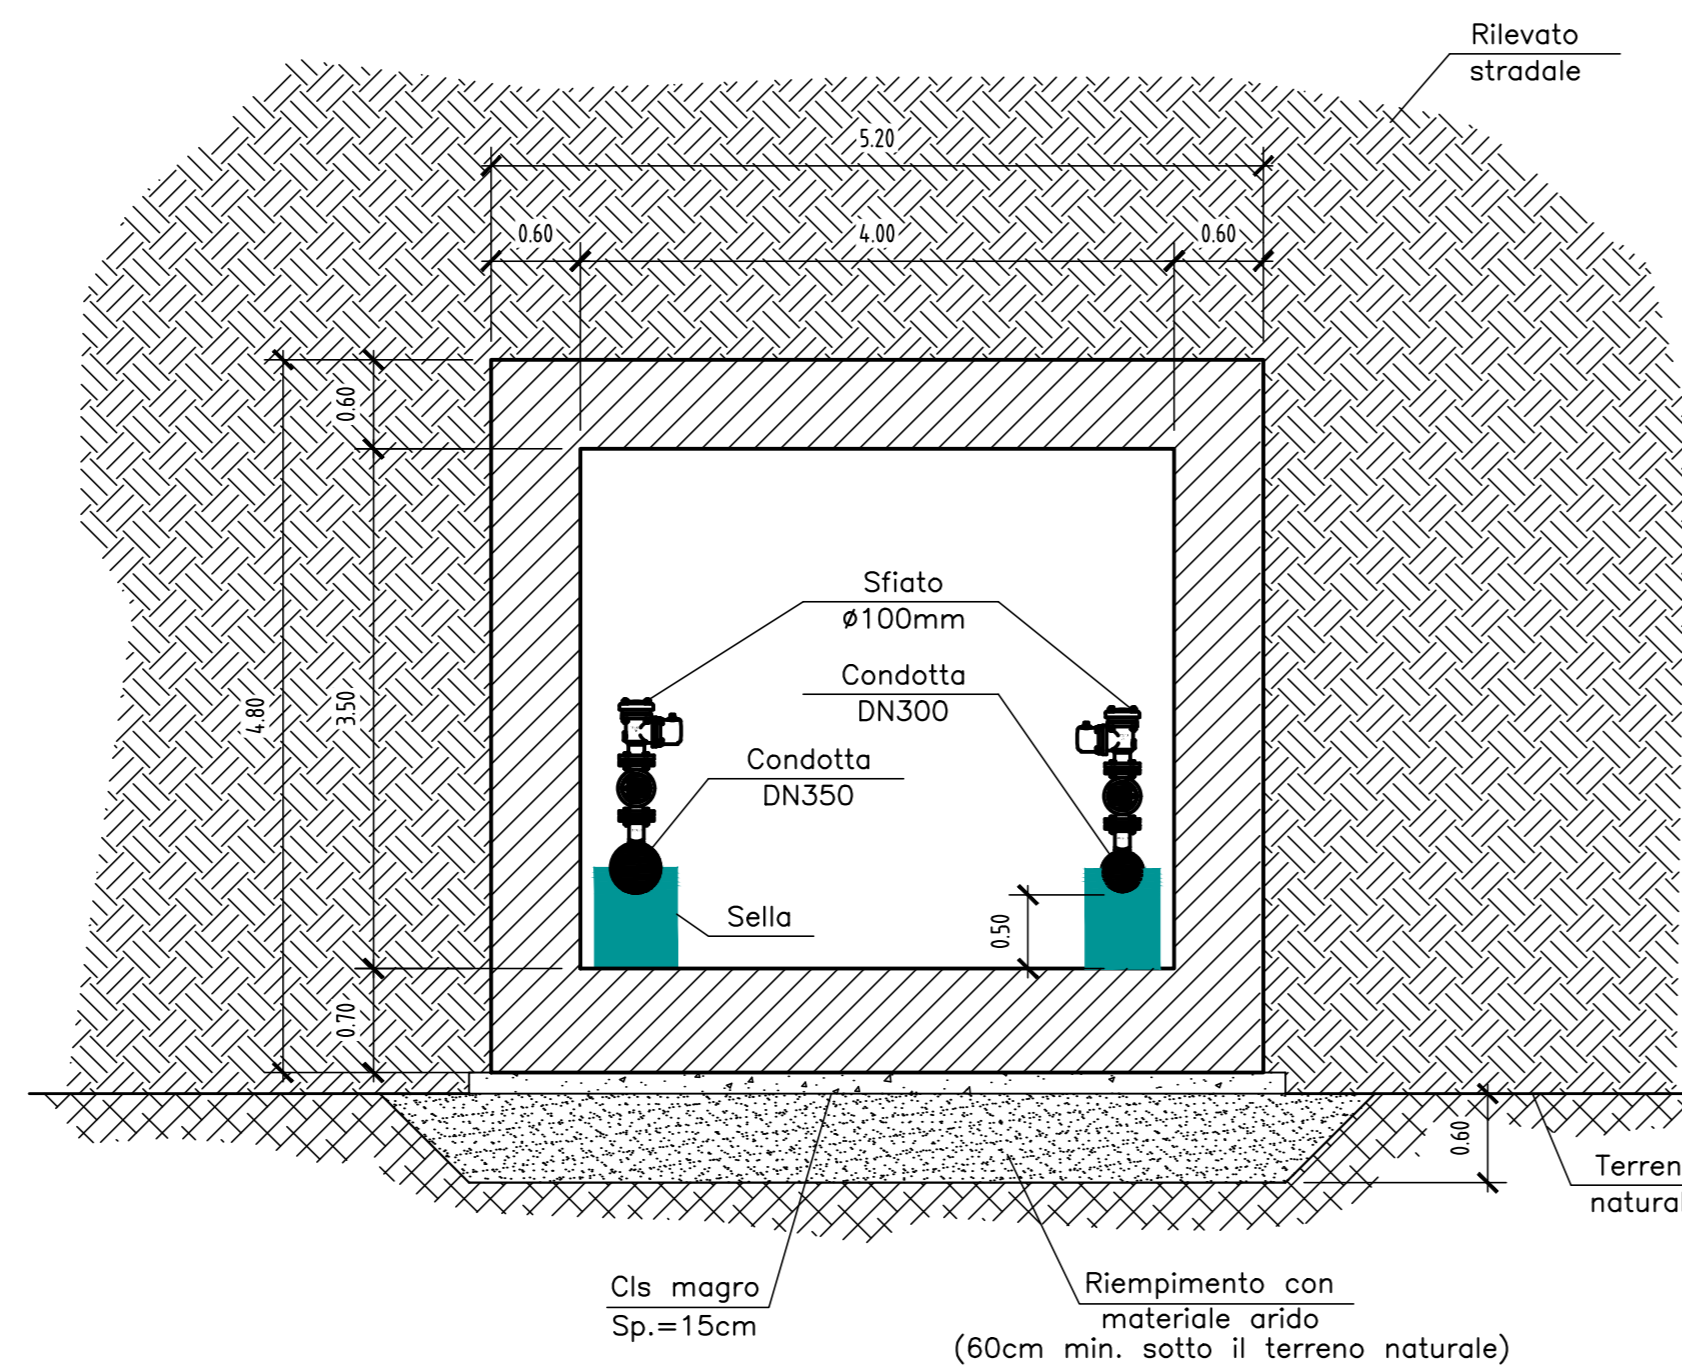 Rilevato
stradale
5.20
0.60
4.00
0.60
0.60
4.80
3.50
0.70
Sfiato
ø100mm
Condotta
DN300
Condotta
DN350
Sella
0.50
0.60
Terren
natural
Cls magro
Sp.=15cm
Riempimento con
materiale arido
(60cm min. sotto il terreno naturale)